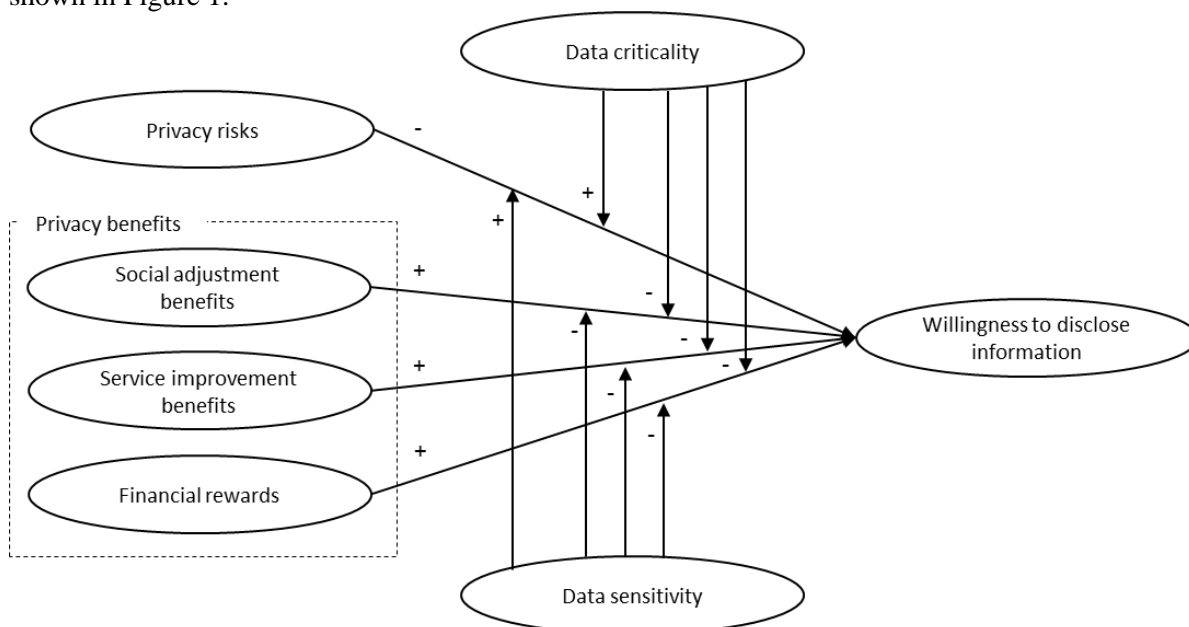 shown in Figure 1.
Data criticality
Privacy risks
-
+
+
Privacy benefits
Social adjustment
benefits
+
-
-
Service improvement
benefits
+
-
-
Financial rewards
+
-
-
Willingness to disclose
information
Data sensitivity